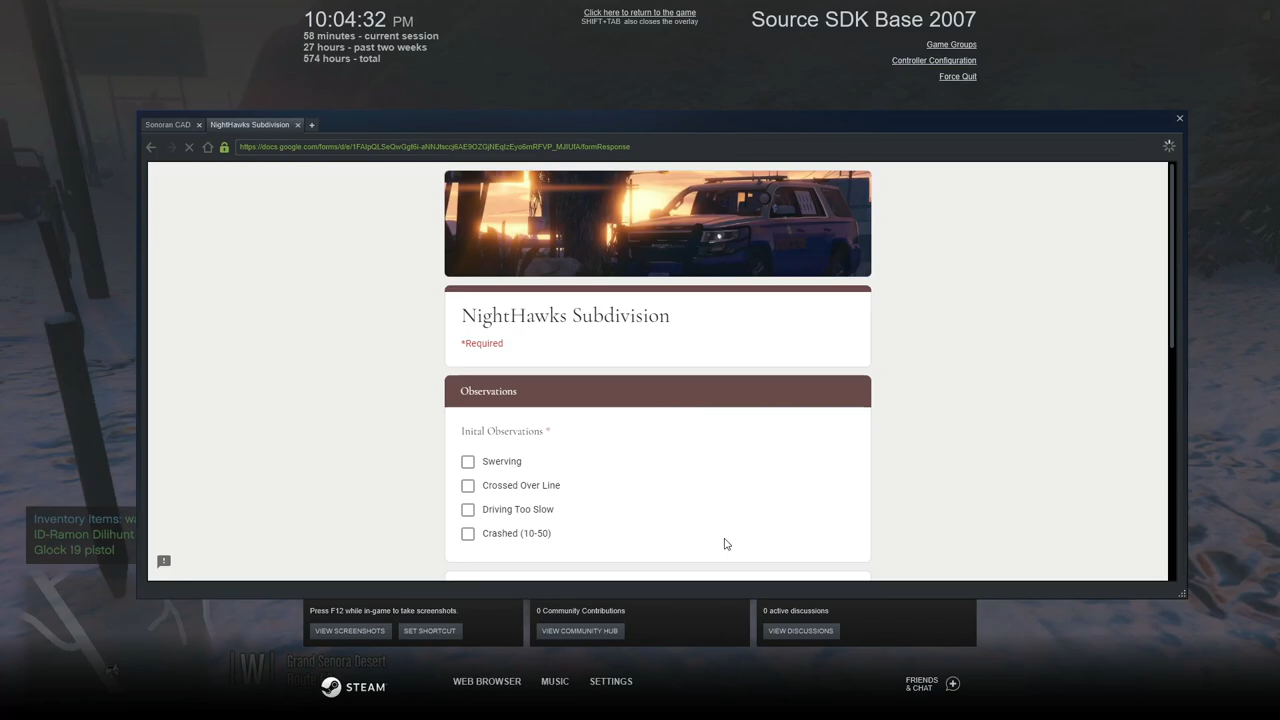 10:04:32 PM
58 minutes - current session
27 hours - past two weeks
574 hours - total
Click here to return to the game
SHIFT+TAB also closes the overlay
Source SDK Base 2007
Game Groups
Controller Configuration
Force Quit
Sonoran CAD
NightHawks Subdivision
NightHawks Subdivision
*Required
Observations
Inital Observations *
Swerving
Crossed Over Line
Driving Too Slow
Crashed (10-50)
Inventory Items:
ID-Ramon Dilihunt
Glock 19 pistol
Press F12 while in-game to take screenshots.
VIEW SCREENSHOTS
SET SHORTCUT
0 Community Contributions
VIEW COMMUNITY HUB
0 active discussions
VIEW DISCUSSIONS
W
Grand Senora Desert
STEAM
WEB BROWSER
MUSIC
SETTINGS
FRIENDS
& CHAT